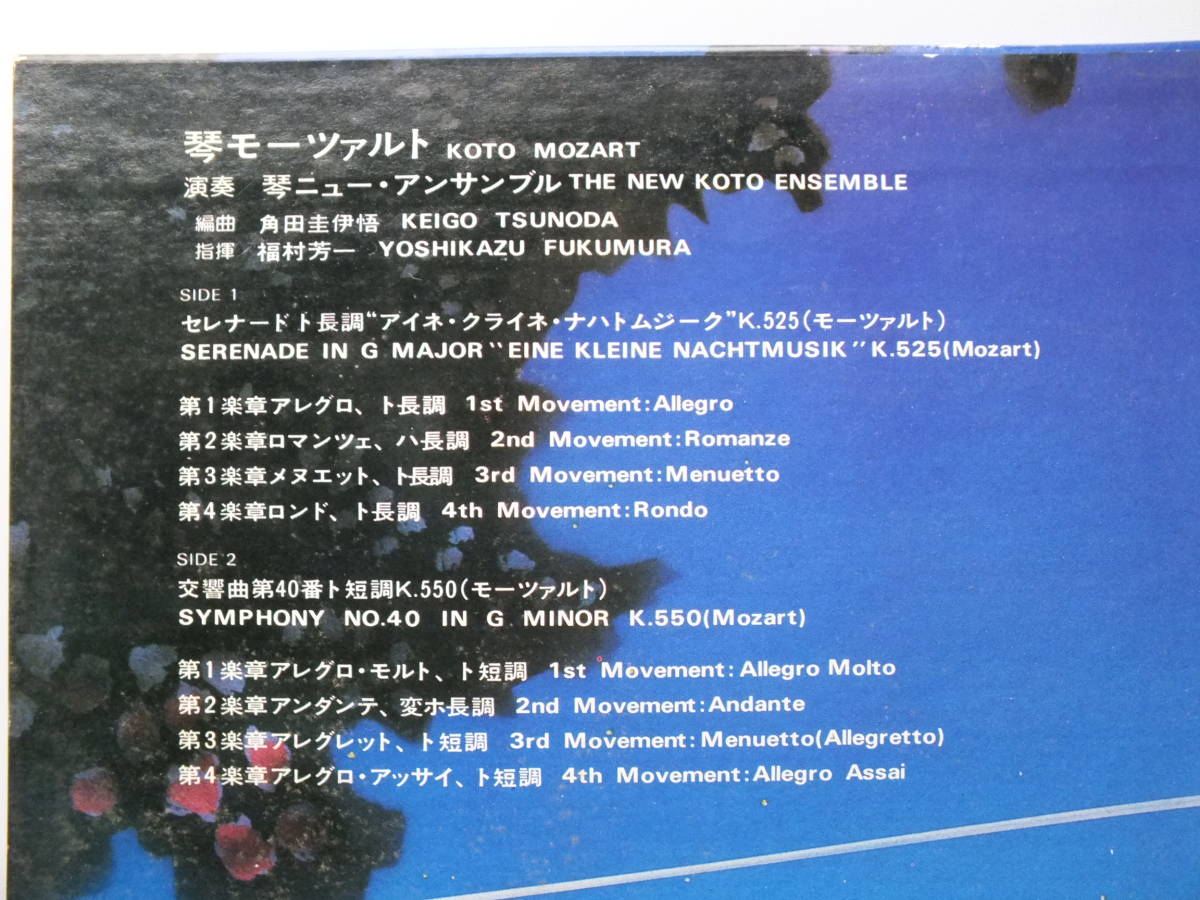 琴モーツァルト KOTO MOZART
演奏 琴ニュー・アンサンブル THE NEW KOTO ENSEMBLE
編曲 角田圭伊悟 KEIGO TSUNODA
指揮 福村芳一 YOSHIKAZU FUKUMURA
SIDE 1
セレナードト長調“アイネ・クライネ・ナハトムジーク”K.525(モーツァルト)
SERENADE IN G MAJOR “EINE KLEINE NACHTMUSIK” K.525(Mozart)
第1楽章アレグロ、ト長調 1st Movement:Allegro
第2楽章ロマンツェ、ハ長調 2nd Movement:Romanze
第3楽章メヌエット、ト長調 3rd Movement:Menuetto
第4楽章ロンド、ト長調 4th Movement:Rondo
SIDE 2
交響曲第40番ト短調K.550(モーツァルト)
SYMPHONY NO.40 IN G MINOR K.550(Mozart)
第1楽章アレグロ・モルト、ト短調 1st Movement:Allegro Molto
第2楽章アンダンテ、変ホ長調 2nd Movement:Andante
第3楽章アレグレット、ト短調 3rd Movement:Menuetto(Allegretto)
第4楽章アレグロ・アッサイ、ト短調 4th Movement:Allegro Assai